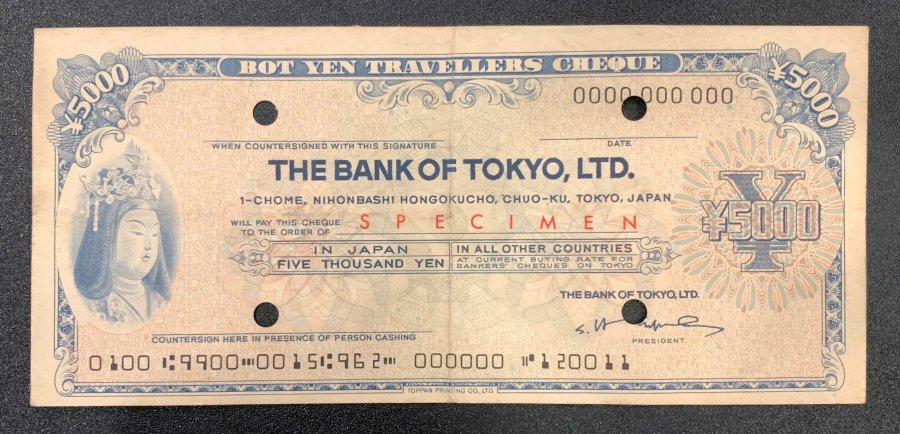 BOT YEN TRAVELLERS CHEQUE
¥5000
¥5000
0000 000 000
WHEN COUNTERSIGNED WITH THIS SIGNATURE
DATE
THE BANK OF TOKYO, LTD.
1-CHOME, NIHONBASHI HONGOKUCHO, CHUO-KU, TOKYO, JAPAN
WILL PAY THIS CHEQUE
TO THE ORDER OF
SPECIMEN
¥
¥5000
IN JAPAN
FIVE THOUSAND YEN
IN ALL OTHER COUNTRIES
AT CURRENT BUYING RATE FOR
BANKERS' CHEQUES ON TOKYO
THE BANK OF TOKYO, LTD.
PRESIDENT
COUNTERSIGN HERE IN PRESENCE OF PERSON CASHING
0100 ⑆9900⑉0015⑆962⑉ 000000 ⑈120011
TOPPAN PRINTING CO., LTD.